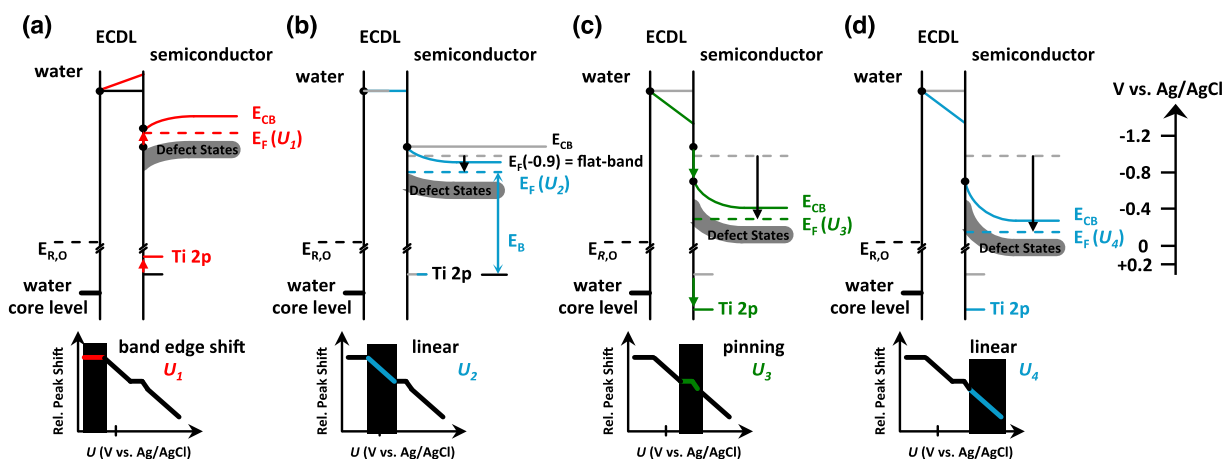 (a)
ECDL
semiconductor
water
E_CB
E_F (U_1)
Defect States
E_R,O
Ti 2p
water
core level
band edge shift
U_1
Rel. Peak Shift
U (V vs. Ag/AgCl)
(b)
ECDL
semiconductor
water
E_CB
E_F(-0.9) = flat-band
E_F (U_2)
Defect States
E_B
E_R,O
Ti 2p
water
core level
linear
U_2
Rel. Peak Shift
U (V vs. Ag/AgCl)
(c)
ECDL
semiconductor
water
E_CB
E_F (U_3)
Defect States
E_R,O
Ti 2p
water
core level
pinning
U_3
Rel. Peak Shift
U (V vs. Ag/AgCl)
(d)
ECDL
semiconductor
water
E_CB
E_F (U_4)
Defect States
E_R,O
Ti 2p
water
core level
linear
U_4
Rel. Peak Shift
U (V vs. Ag/AgCl)
V vs. Ag/AgCl
-1.2
-0.8
-0.4
0
+0.2